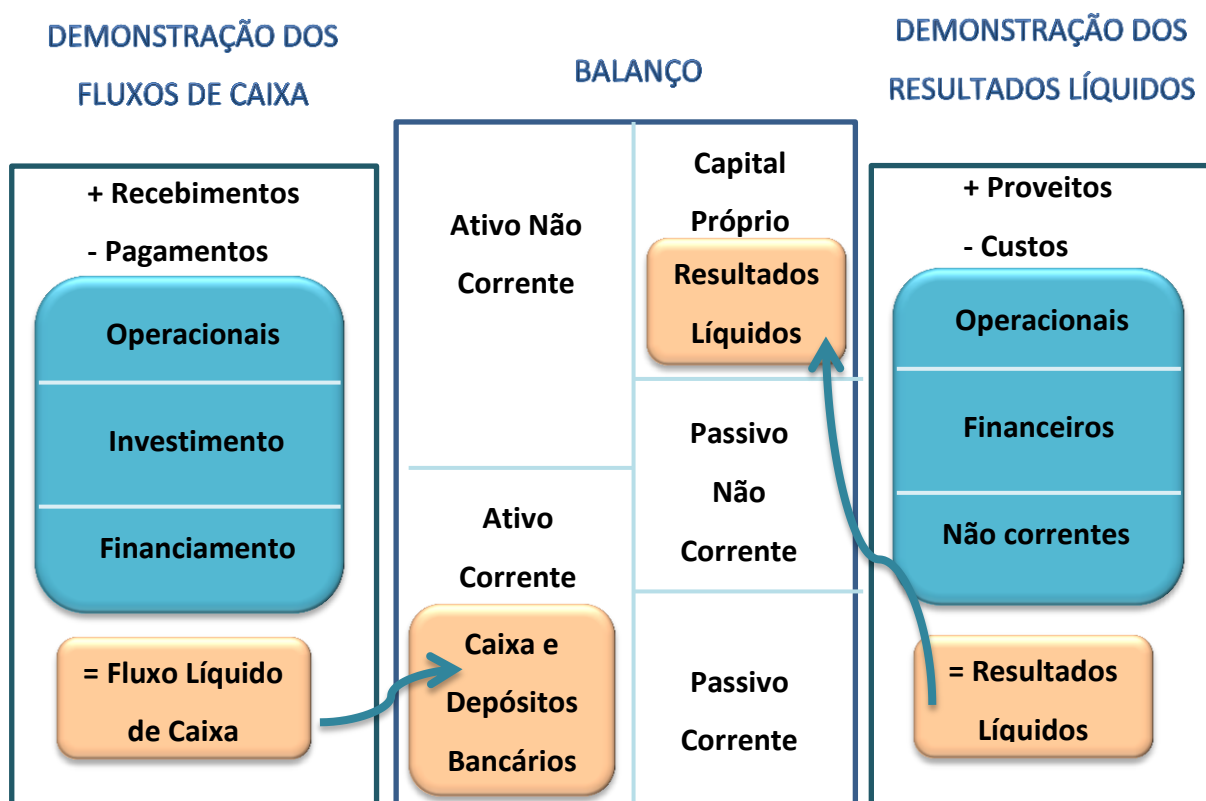 DEMONSTRAÇÃO DOS
FLUXOS DE CAIXA
+ Recebimentos
- Pagamentos
Operacionais
Investimento
Financiamento
= Fluxo Líquido
de Caixa
BALANÇO
Ativo Não
Corrente
Ativo
Corrente
Caixa e
Depósitos
Bancários
Capital
Próprio
Resultados
Líquidos
Passivo
Não
Corrente
Passivo
Corrente
DEMONSTRAÇÃO DOS
RESULTADOS LÍQUIDOS
+ Proveitos
- Custos
Operacionais
Financeiros
Não correntes
= Resultados
Líquidos